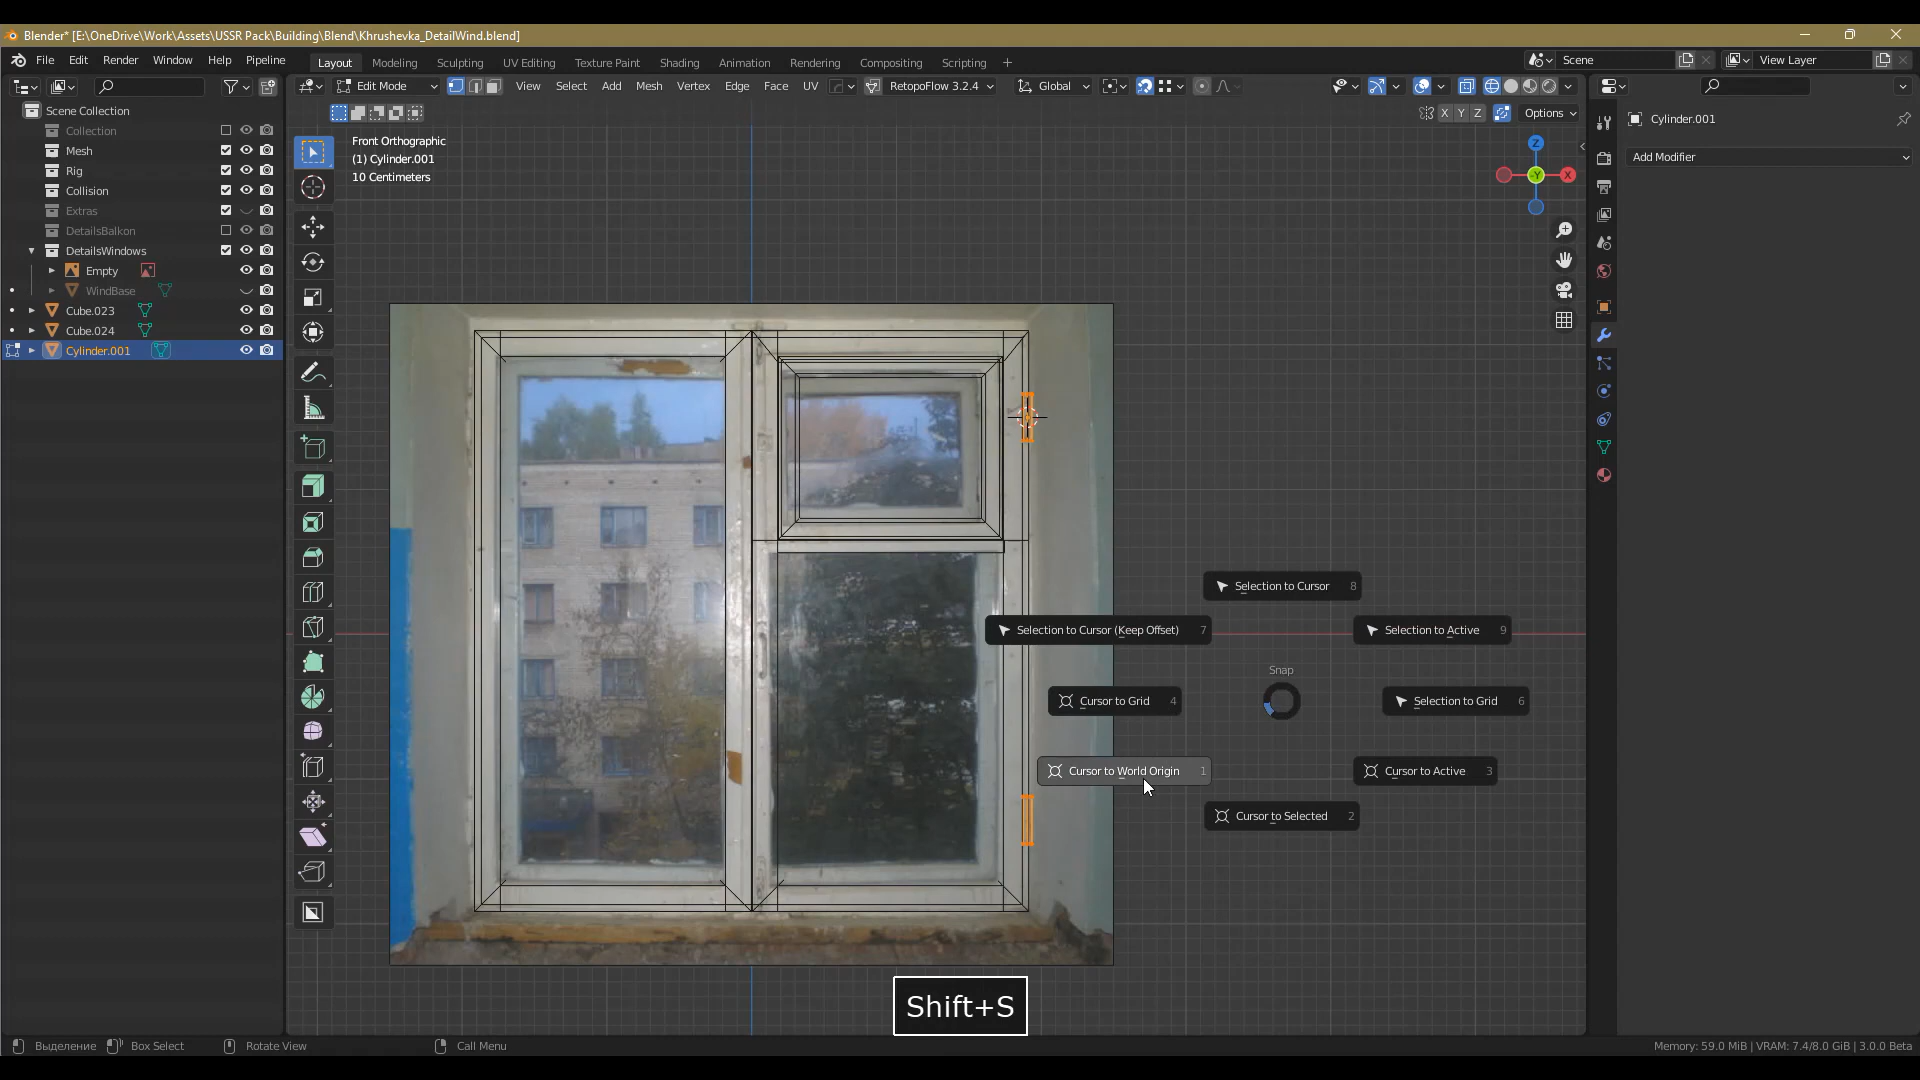 Blender* [E:\OneDrive\Work\Assets\USSR Pack\Building\Blend\Khrushevka_DetailWind.blend]
File Edit Render Window Help Pipeline
Layout Modeling Sculpting UV Editing Texture Paint Shading Animation Rendering Compositing Scripting +
Scene
View Layer
Edit Mode
View Select Add Mesh Vertex Edge Face UV
RetopoFlow 3.2.4
Global
X Y Z
Options
Scene Collection
Collection
Mesh
Rig
Collision
Extras
DetailsBalkon
DetailsWindows
Empty
WindBase
Cube.023
Cube.024
Cylinder.001
Front Orthographic
(1) Cylinder.001
10 Centimeters
Z
-Y
X
Cylinder.001
Add Modifier
Selection to Cursor 8
Selection to Cursor (Keep Offset) 7
Selection to Active 9
Snap
Cursor to Grid 4
Selection to Grid 6
Cursor to World Origin 1
Cursor to Active 3
Cursor to Selected 2
Shift+S
Выделение
Box Select
Rotate View
Call Menu
Memory: 59.0 MiB | VRAM: 7.4/8.0 GiB | 3.0.0 Beta